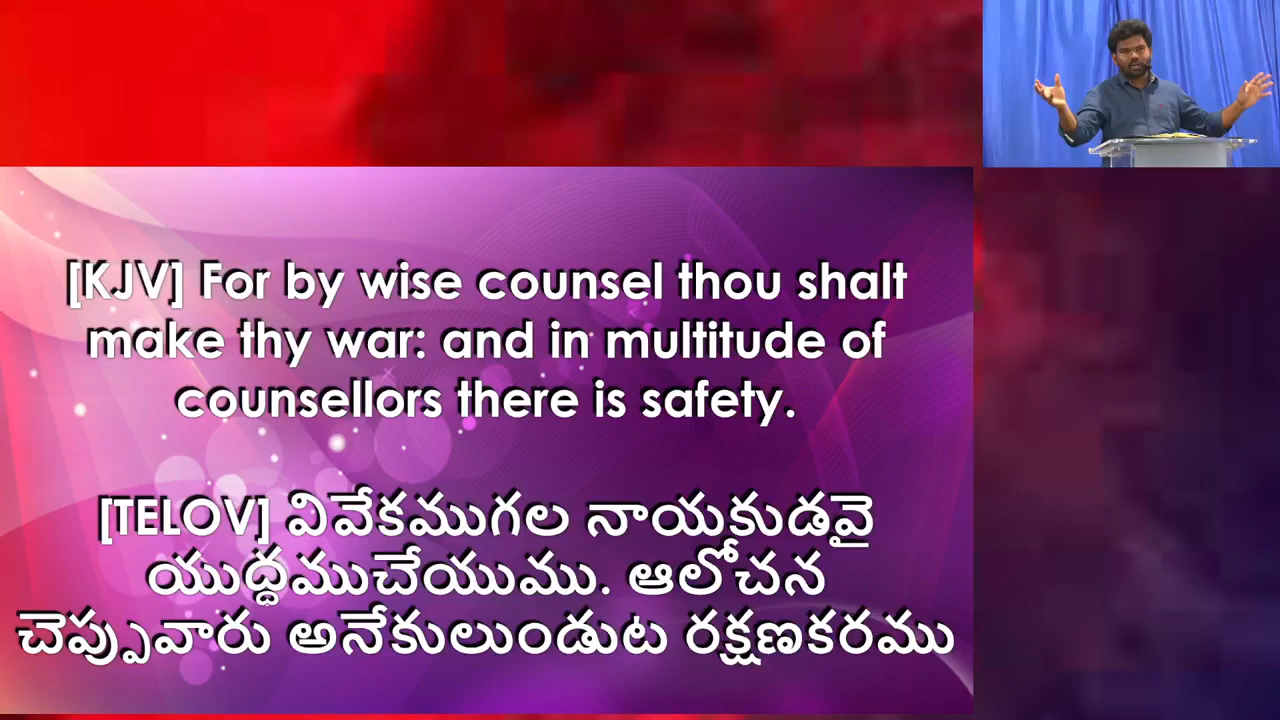 [KJV] For by wise counsel thou shalt
make thy war: and in multitude of
counsellors there is safety.
[TELOV] వివేకముగల నాయకుడవై
యుద్ధముచేయుము. ఆలోచన
చెప్పువారు అనేకులుండుట రక్షణకరము